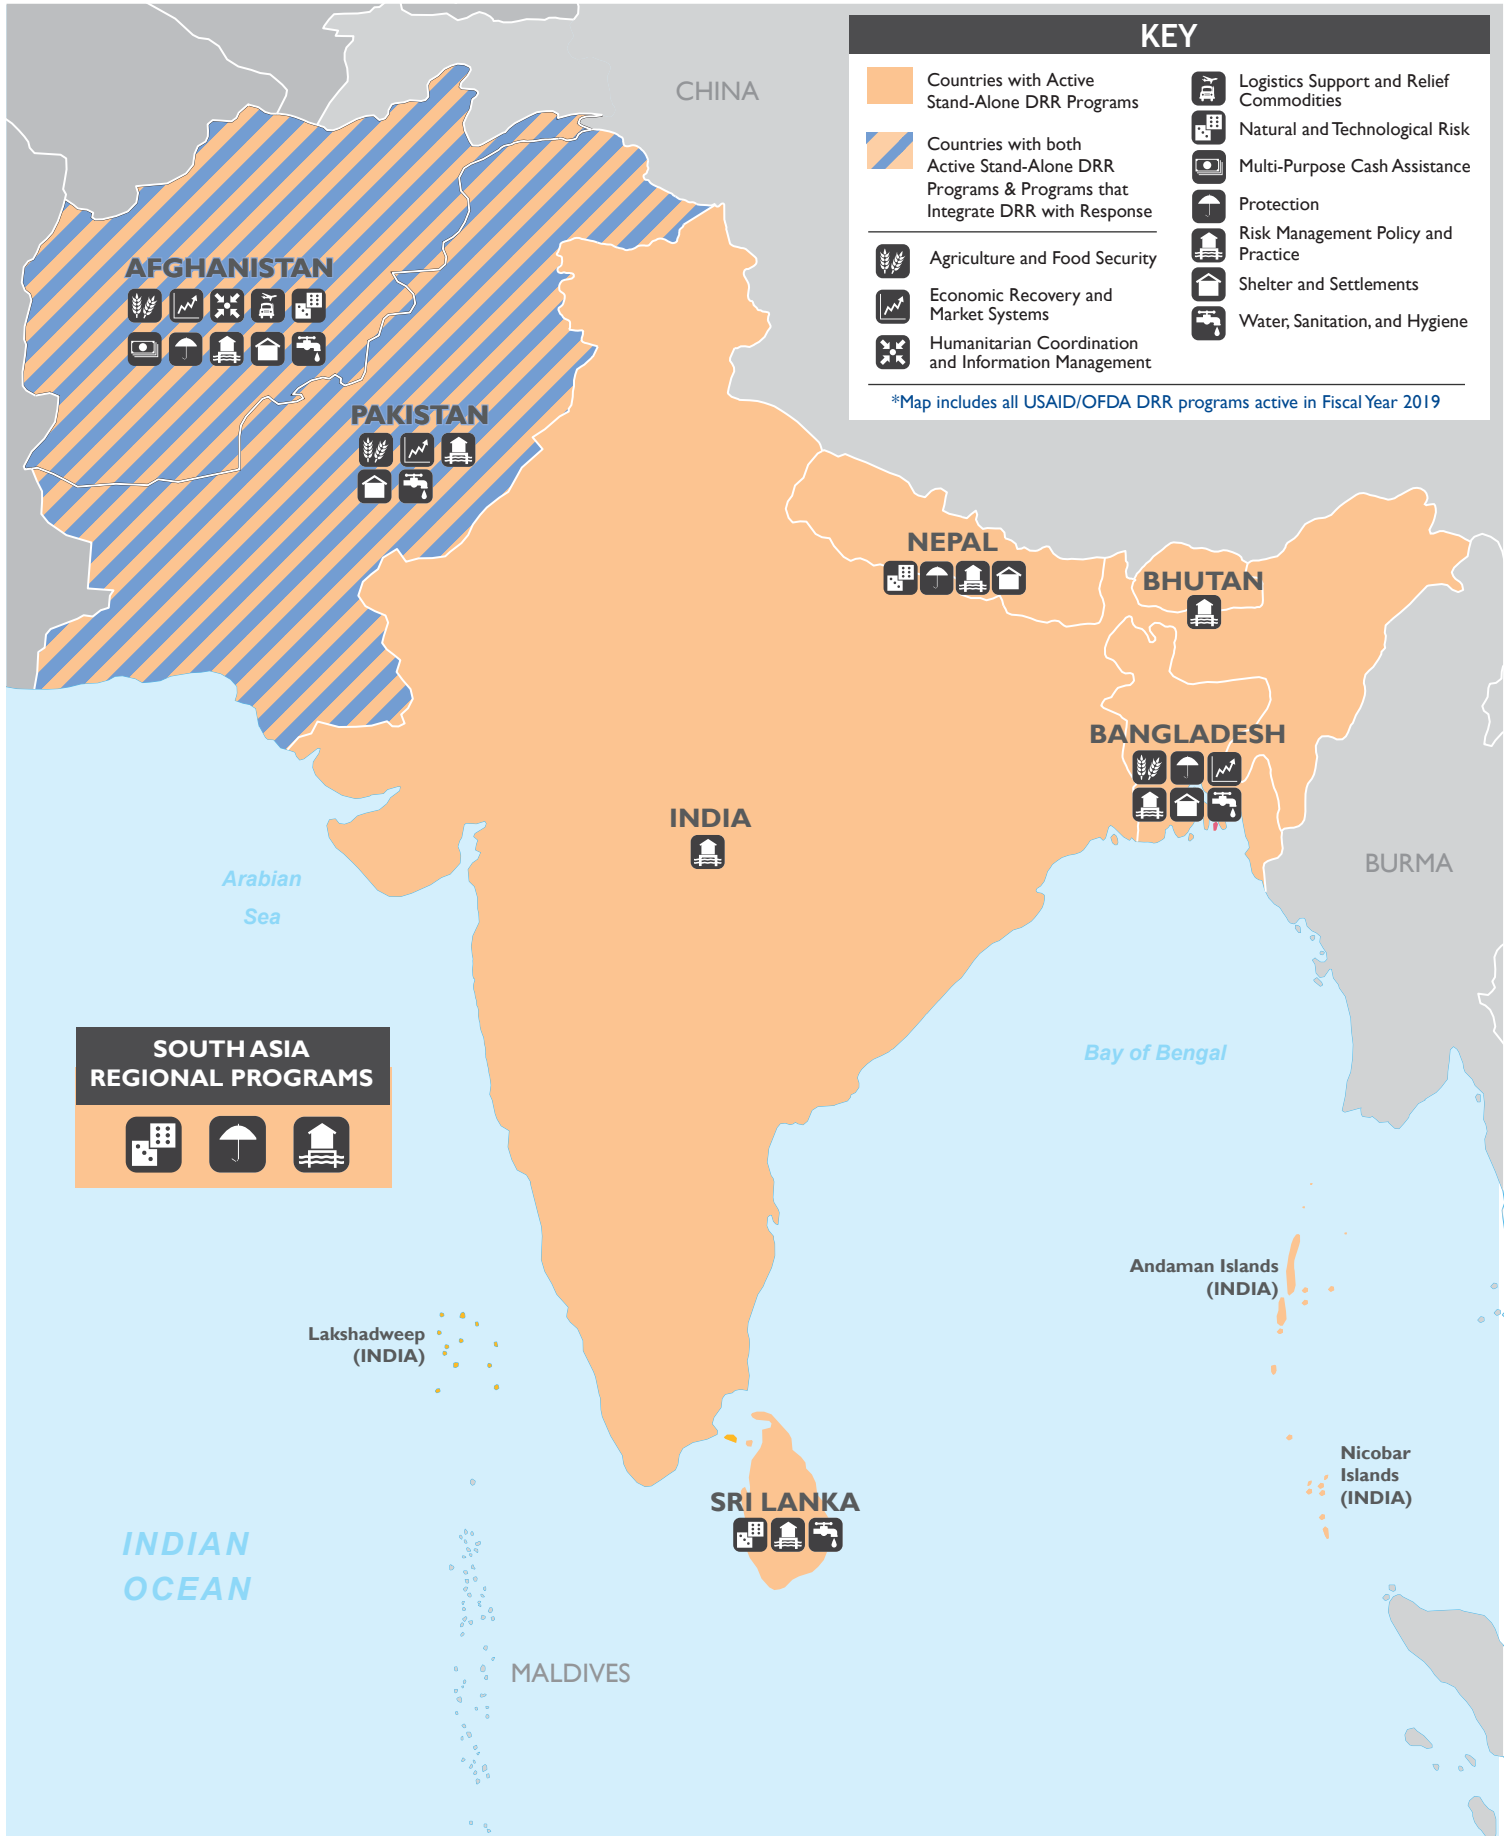 KEY
Countries with Active
Stand-Alone DRR Programs
Countries with both
Active Stand-Alone DRR
Programs & Programs that
Integrate DRR with Response
Agriculture and Food Security
Economic Recovery and
Market Systems
Humanitarian Coordination
and Information Management
Logistics Support and Relief
Commodities
Natural and Technological Risk
Multi-Purpose Cash Assistance
Protection
Risk Management Policy and
Practice
Shelter and Settlements
Water, Sanitation, and Hygiene
*Map includes all USAID/OFDA DRR programs active in Fiscal Year 2019
CHINA
AFGHANISTAN
PAKISTAN
NEPAL
BHUTAN
BANGLADESH
INDIA
BURMA
Arabian
Sea
SOUTH ASIA
REGIONAL PROGRAMS
Bay of Bengal
Andaman Islands
(INDIA)
Lakshadweep
(INDIA)
Nicobar
Islands
(INDIA)
SRI LANKA
INDIAN
OCEAN
MALDIVES